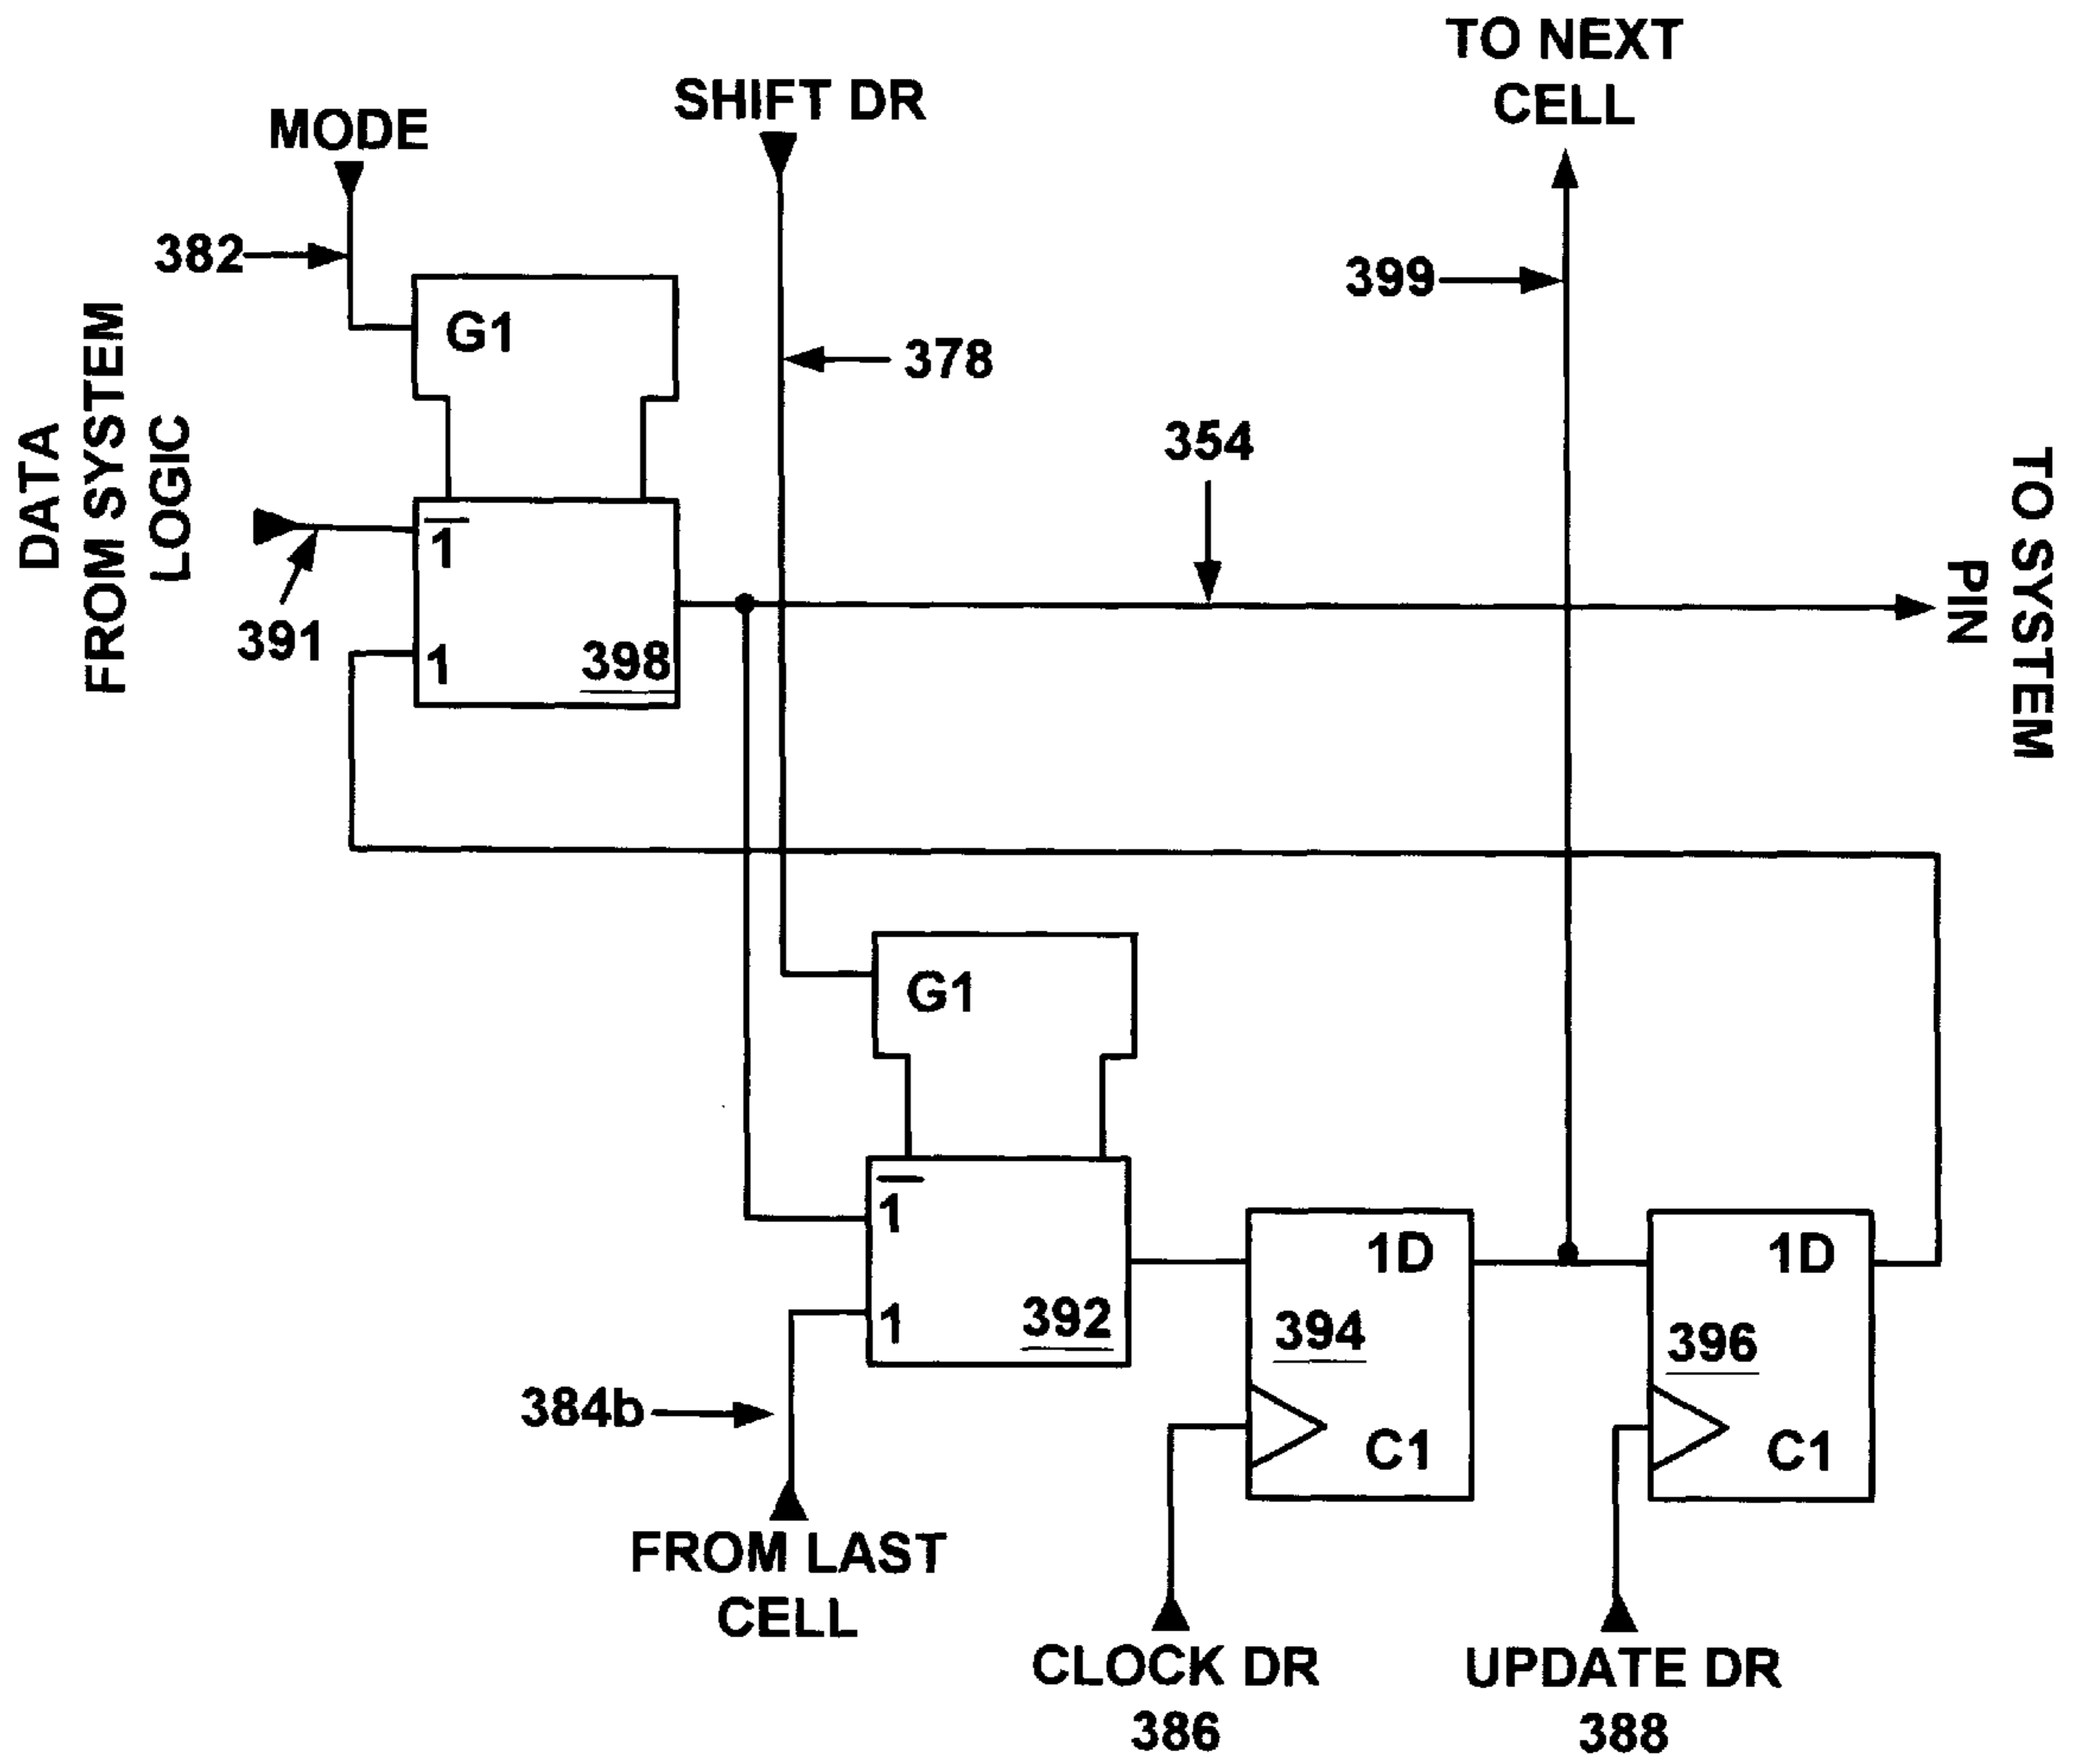 TO NEXT
CELL
SHIFT DR
MODE
382
399
G1
378
DATA
FROM SYSTEM
LOGIC
354
TO SYSTEM
PIN
1
391
1
398
G1
1
392
1
1D
394
C1
1D
396
C1
384b
FROM LAST
CELL
CLOCK DR
386
UPDATE DR
388